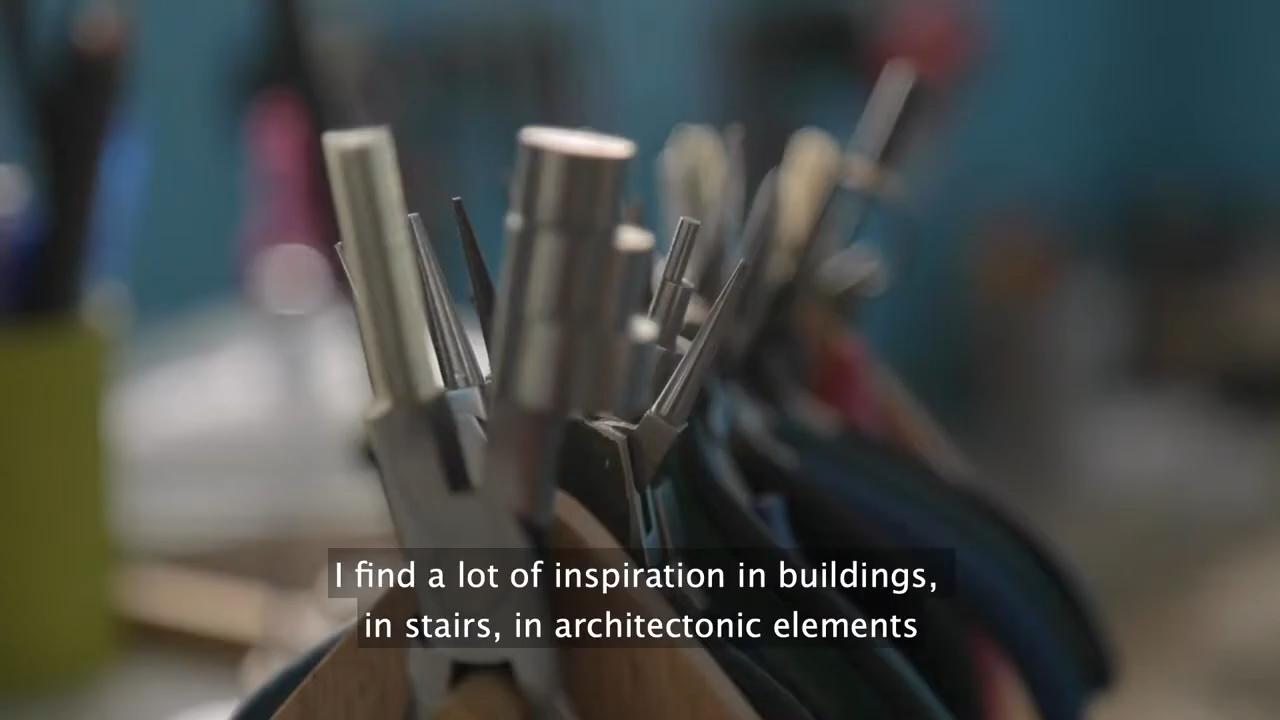 I find a lot of inspiration in buildings,
in stairs, in architectonic elements